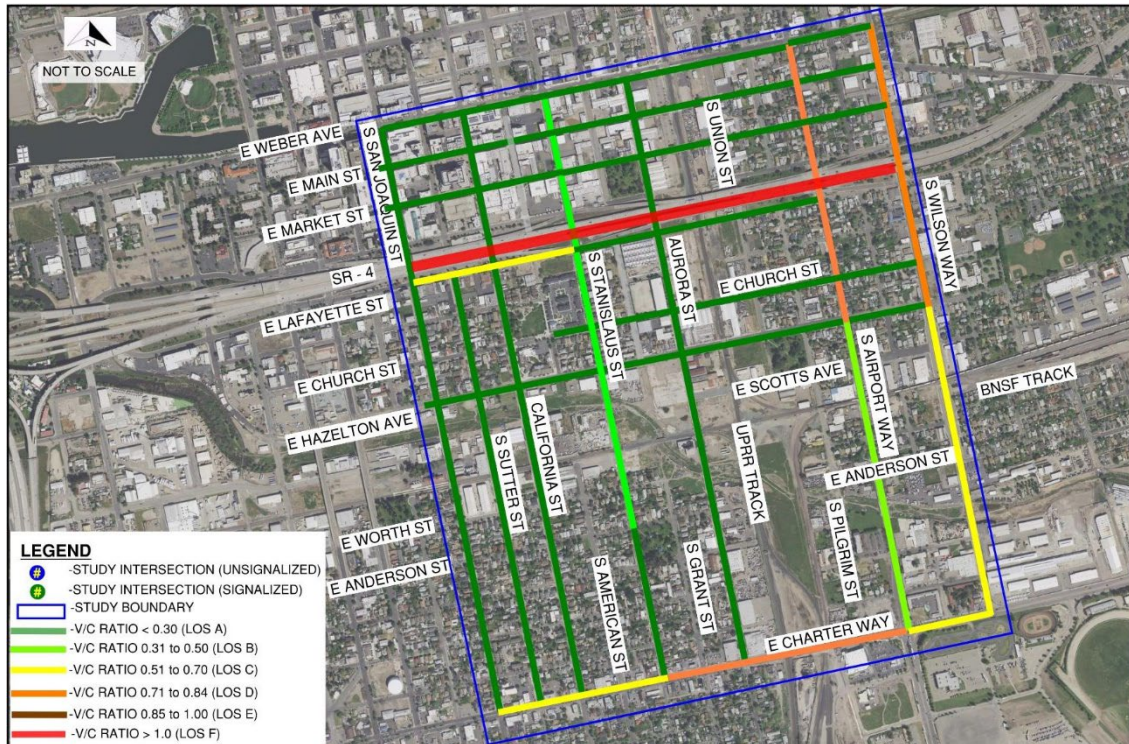 N
NOT TO SCALE
E WEBER AVE
E MAIN ST
E MARKET ST
S SAN JOAQUIN ST
SR - 4
E LAFAYETTE ST
E CHURCH ST
E HAZELTON AVE
E WORTH ST
E ANDERSON ST
S SUTTER ST
CALIFORNIA ST
S STANISLAUS ST
S AMERICAN ST
AURORA ST
S GRANT ST
S UNION ST
E CHURCH ST
E SCOTTS AVE
UPRR TRACK
S AIRPORT WAY
S WILSON WAY
BNSF TRACK
E ANDERSON ST
S PILGRIM ST
E CHARTER WAY
LEGEND
# -STUDY INTERSECTION (UNSIGNALIZED)
# -STUDY INTERSECTION (SIGNALIZED)
-STUDY BOUNDARY
-V/C RATIO < 0.30 (LOS A)
-V/C RATIO 0.31 to 0.50 (LOS B)
-V/C RATIO 0.51 to 0.70 (LOS C)
-V/C RATIO 0.71 to 0.84 (LOS D)
-V/C RATIO 0.85 to 1.00 (LOS E)
-V/C RATIO > 1.0 (LOS F)